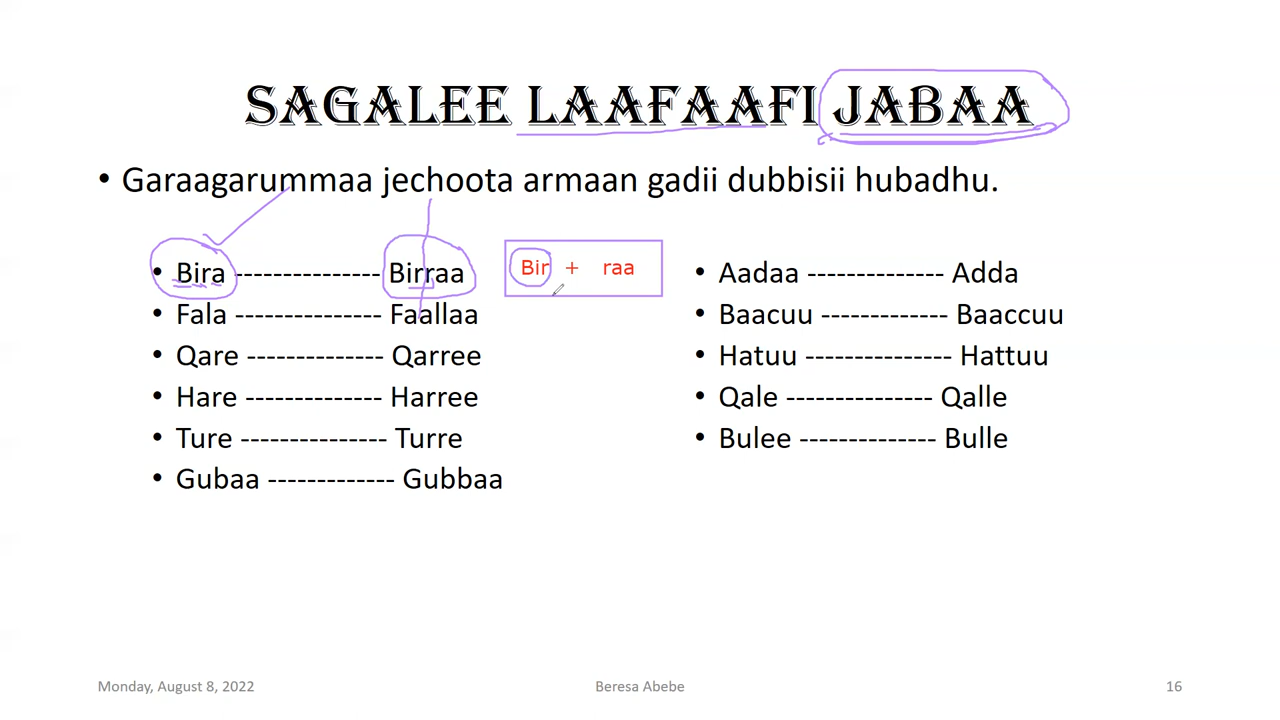 SAGALEE LAAFAAFI JABAA
• Garaagarummaa jechoota armaan gadii dubbisii hubadhu.
• Bira --------------- Birraa
Bir + raa
• Fala --------------- Faallaa
• Qare -------------- Qarree
• Hare -------------- Harree
• Ture --------------- Turre
• Gubaa ------------- Gubbaa
• Aadaa -------------- Adda
• Baacuu ------------- Baaccuu
• Hatuu --------------- Hattuu
• Qale --------------- Qalle
• Bulee -------------- Bulle
Monday, August 8, 2022
Beresa Abebe
16